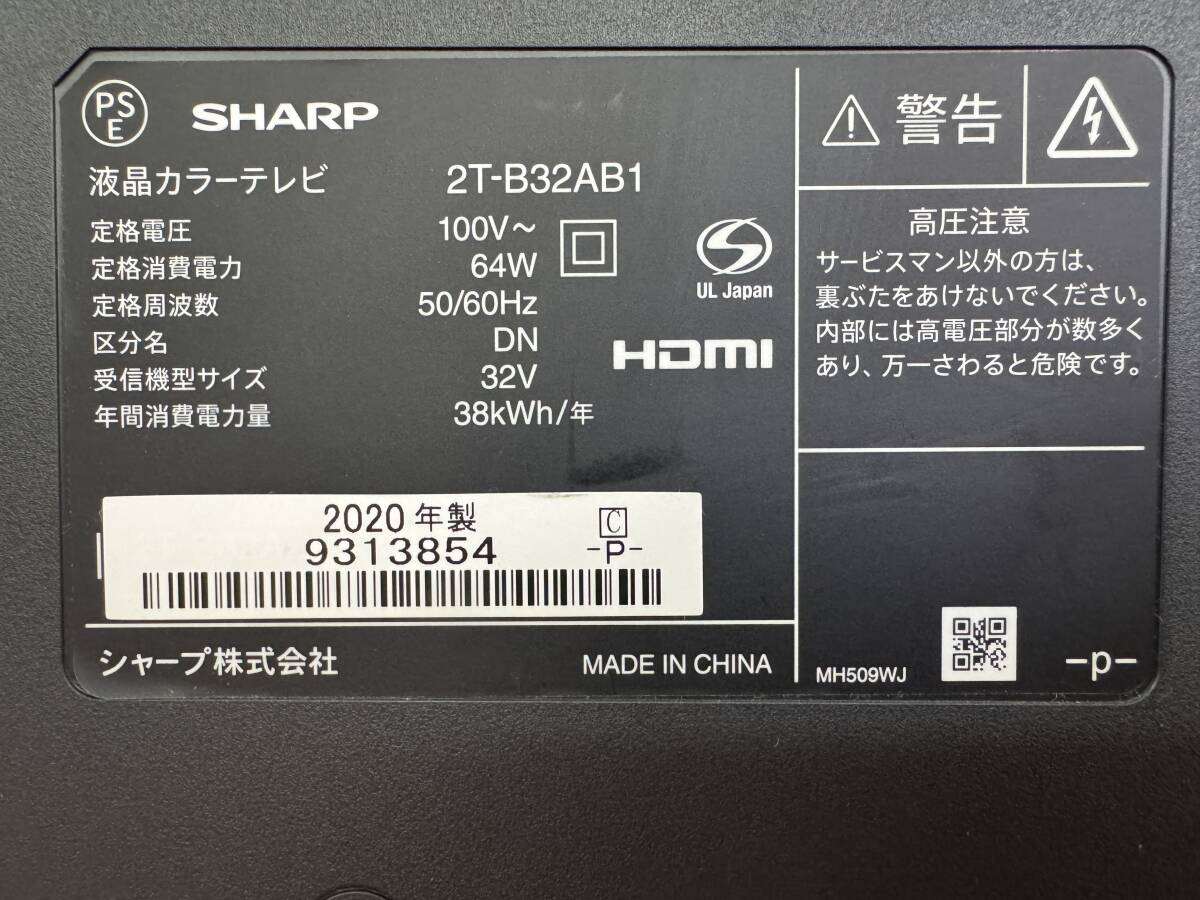 PS
E
SHARP
液晶カラーテレビ 2T-B32AB1
定格電圧 100V～
定格消費電力 64W
定格周波数 50/60Hz
区分名 DN
受信機型サイズ 32V
年間消費電力量 38kWh/年
UL Japan
HDMI
2020年製 C
9313854 -P-
シャープ株式会社 MADE IN CHINA
警告
高圧注意
サービスマン以外の方は、
裏ぶたをあけないでください。
内部には高電圧部分が数多く
あり、万一さわると危険です。
MH509WJ -p-